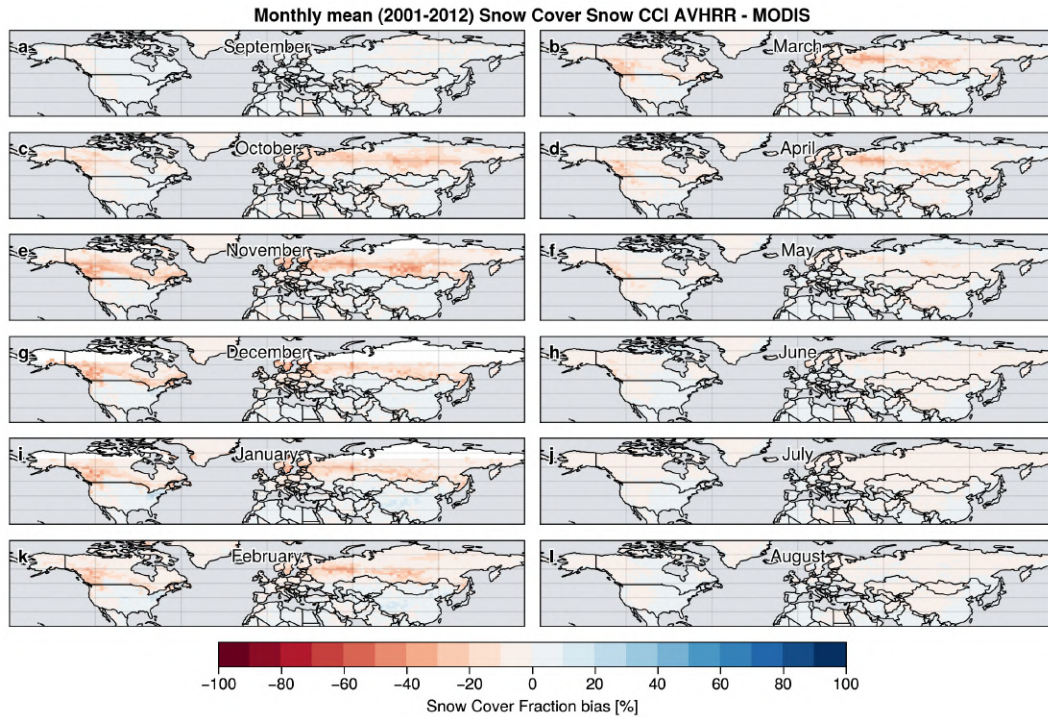 Monthly mean (2001-2012) Snow Cover Snow CCI AVHRR - MODIS
a September
b March
c October
d April
e November
f May
g December
h June
i January
j July
k February
l August
−100 −80 −60 −40 −20 0 20 40 60 80 100
Snow Cover Fraction bias [%]